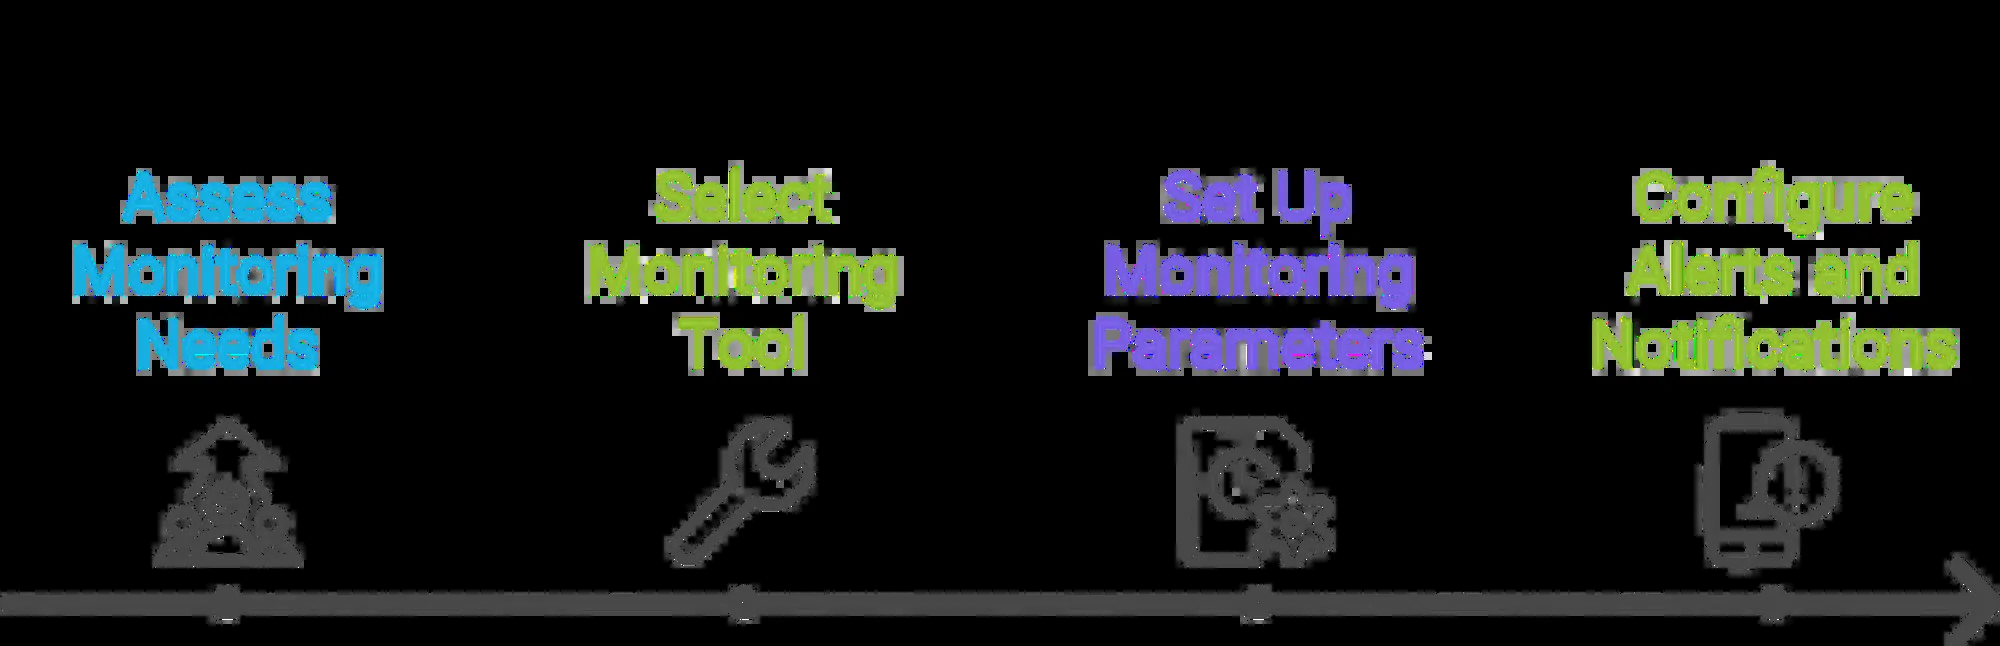 Assess
Monitoring
Needs
Select
Monitoring
Tool
Set Up
Monitoring
Parameters
Configure
Alerts and
Notifications